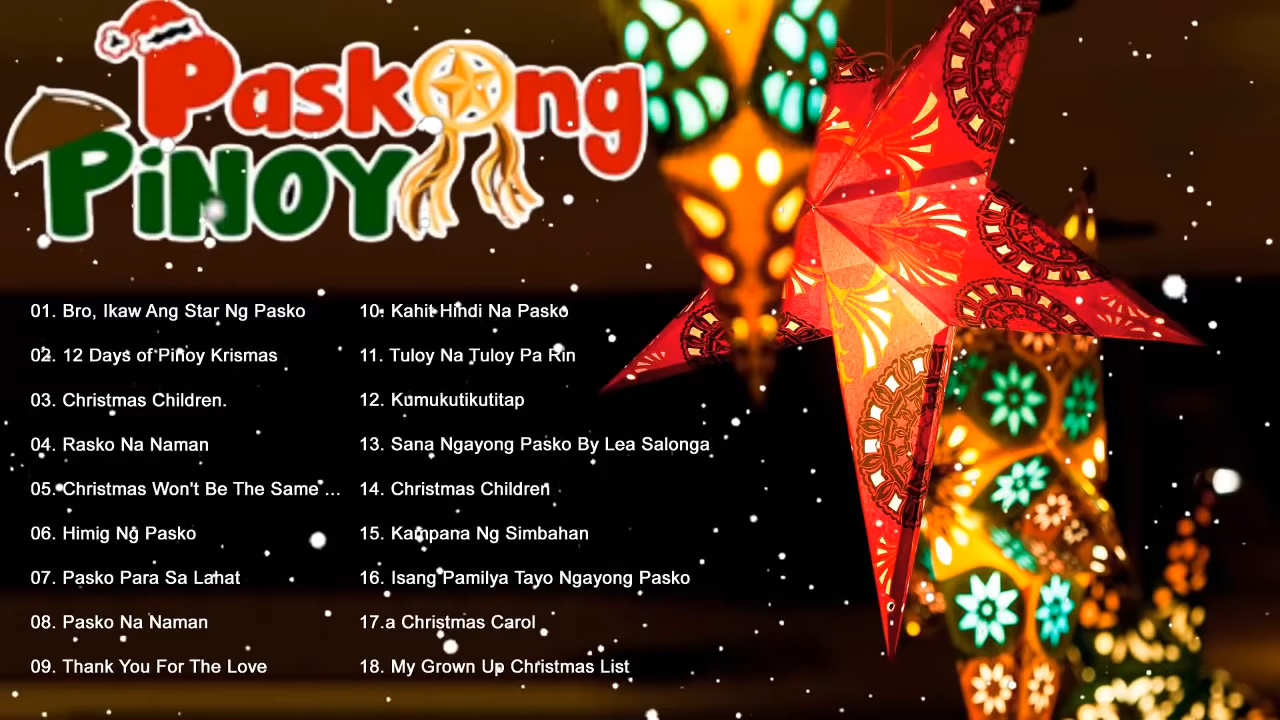 Paskong
PiNOY
01. Bro, Ikaw Ang Star Ng Pasko
02. 12 Days of Pinoy Krismas
03. Christmas Children.
04. Rasko Na Naman
05. Christmas Won't Be The Same ...
06. Himig Ng Pasko
07. Pasko Para Sa Lahat
08. Pasko Na Naman
09. Thank You For The Love
10. Kahit Hindi Na Pasko
11. Tuloy Na Tuloy Pa Rin
12. Kumukutikutitap
13. Sana Ngayong Pasko By Lea Salonga
14. Christmas Children
15. Kampana Ng Simbahan
16. Isang Pamilya Tayo Ngayong Pasko
17.a Christmas Carol
18. My Grown Up Christmas List